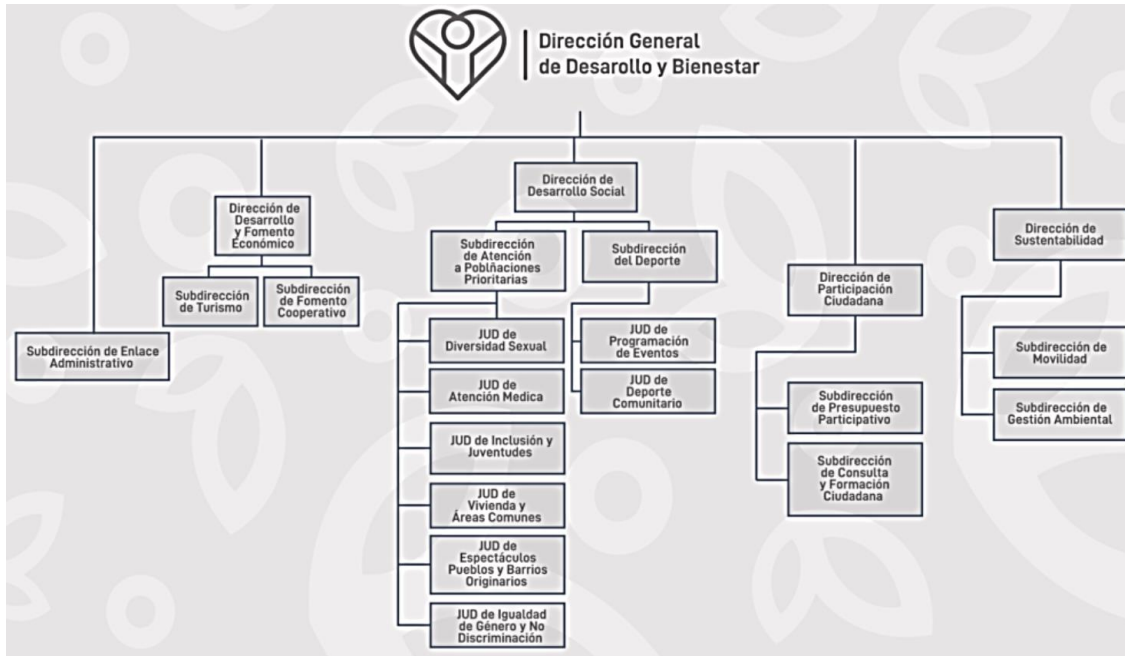 Dirección General
de Desarollo y Bienestar
Dirección de
Desarrollo Social
Dirección de
Desarrollo
y Fomento
Económico
Dirección de
Sustentabilidad
Subdirección
de Atención
a Poblñaciones
Prioritarias
Subdirección
del Deporte
Dirección de
Participación
Ciudadana
Subdirección
de Turismo
Subdirección
de Fomento
Cooperativo
Subdirección de Enlace
Administrativo
JUD de
Diversidad Sexual
JUD de
Programación
de Eventos
Subdirección de
Movilidad
JUD de
Atención Medica
JUD de
Deporte
Comunitario
Subdirección
de Presupuesto
Participativo
Subdirección de
Gestión Ambiental
JUD de Inclusión y
Juventudes
Subdirección
de Consulta
y Formación
Ciudadana
JUD de
Vivienda y
Áreas Comunes
JUD de
Espectáculos
Pueblos y Barrios
Originarios
JUD de Igualdad
de Género y No
Discriminación